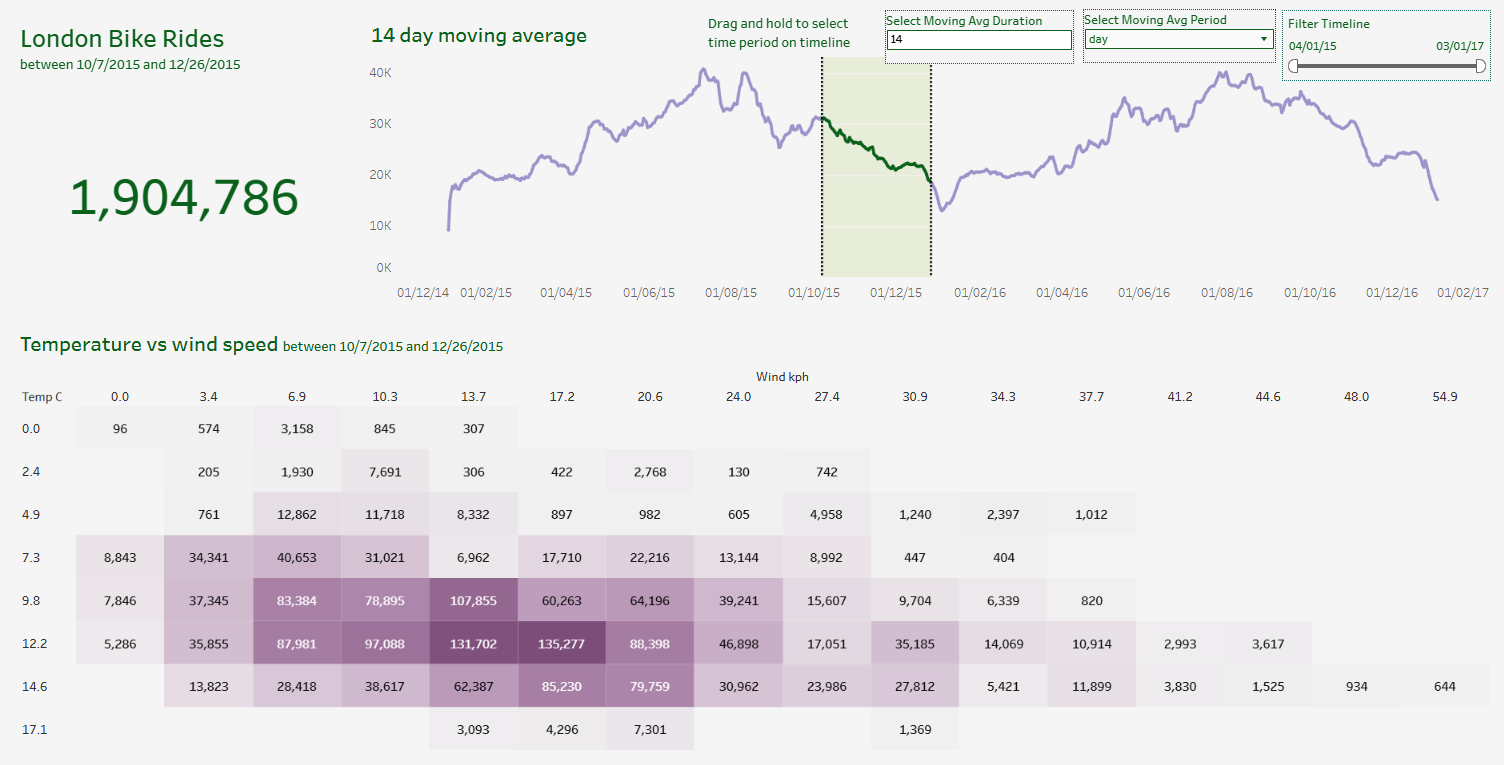 London Bike Rides
between 10/7/2015 and 12/26/2015
1,904,786
14 day moving average
Drag and hold to select
time period on timeline
Select Moving Avg Duration
14
Select Moving Avg Period
day
Filter Timeline
04/01/15 03/01/17
40K
30K
20K
10K
0K
01/12/14 01/02/15 01/04/15 01/06/15 01/08/15 01/10/15 01/12/15 01/02/16 01/04/16 01/06/16 01/08/16 01/10/16 01/12/16 01/02/17
Temperature vs wind speed between 10/7/2015 and 12/26/2015
Wind kph
Temp C 0.0 3.4 6.9 10.3 13.7 17.2 20.6 24.0 27.4 30.9 34.3 37.7 41.2 44.6 48.0 54.9
0.0 96 574 3,158 845 307
2.4 205 1,930 7,691 306 422 2,768 130 742
4.9 761 12,862 11,718 8,332 897 982 605 4,958 1,240 2,397 1,012
7.3 8,843 34,341 40,653 31,021 6,962 17,710 22,216 13,144 8,992 447 404
9.8 7,846 37,345 83,384 78,895 107,855 60,263 64,196 39,241 15,607 9,704 6,339 820
12.2 5,286 35,855 87,981 97,088 131,702 135,277 88,398 46,898 17,051 35,185 14,069 10,914 2,993 3,617
14.6 13,823 28,418 38,617 62,387 85,230 79,759 30,962 23,986 27,812 5,421 11,899 3,830 1,525 934 644
17.1 3,093 4,296 7,301 1,369